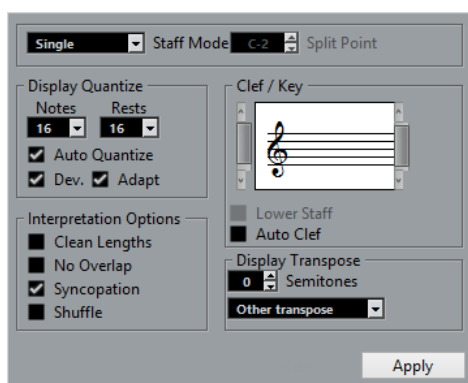 Single Staff Mode C-2 Split Point
Display Quantize
Notes Rests
16 16
Auto Quantize
Dev. Adapt
Interpretation Options
Clean Lengths
No Overlap
Syncopation
Shuffle
Clef / Key
Lower Staff
Auto Clef
Display Transpose
0 Semitones
Other transpose
Apply